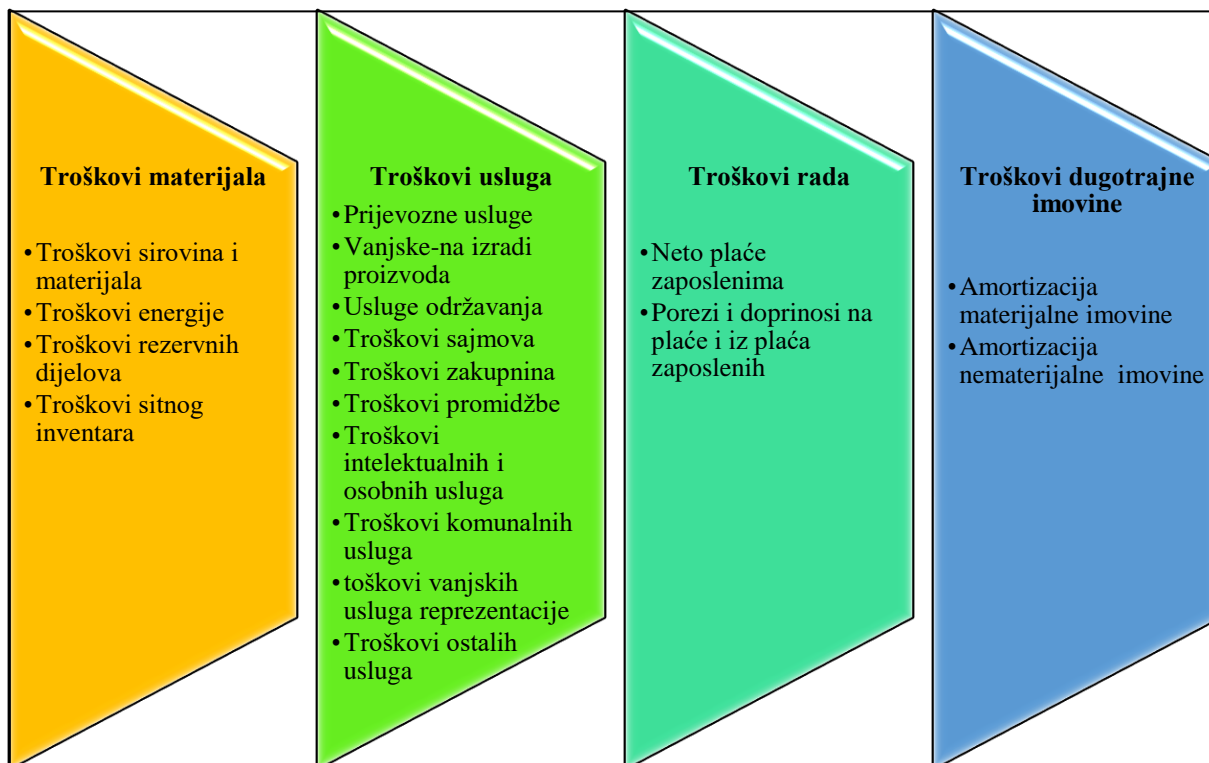 Troškovi materijala
•Troškovi sirovina i
materijala
•Troškovi energije
•Troškovi rezervnih
dijelova
•Troškovi sitnog
inventara
Troškovi usluga
•Prijevozne usluge
•Vanjske-na izradi
proizvoda
•Usluge održavanja
•Troškovi sajmova
•Troškovi zakupnina
•Troškovi promidžbe
•Troškovi
intelektualnih i
osobnih usluga
•Troškovi komunalnih
usluga
•toškovi vanjskih
usluga reprezentacije
•Troškovi ostalih
usluga
Troškovi rada
•Neto plaće
zaposlenima
•Porezi i doprinosi na
plaće i iz plaća
zaposlenih
Troškovi dugotrajne
imovine
•Amortizacija
materijalne imovine
•Amortizacija
nematerijalne imovine